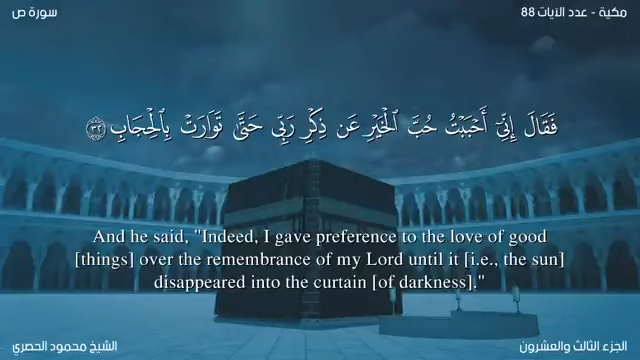 مكية - عدد الآيات 88
سورة ص
فَقَالَ إِنِّىٓ أَحْبَبْتُ حُبَّ ٱلْخَيْرِ عَن ذِكْرِ رَبِّى حَتَّىٰ تَوَارَتْ بِٱلْحِجَابِ ٣٢
And he said, "Indeed, I gave preference to the love of good
[things] over the remembrance of my Lord until it [i.e., the sun]
disappeared into the curtain [of darkness]."
الجزء الثالث والعشرون
الشيخ محمود الحصري